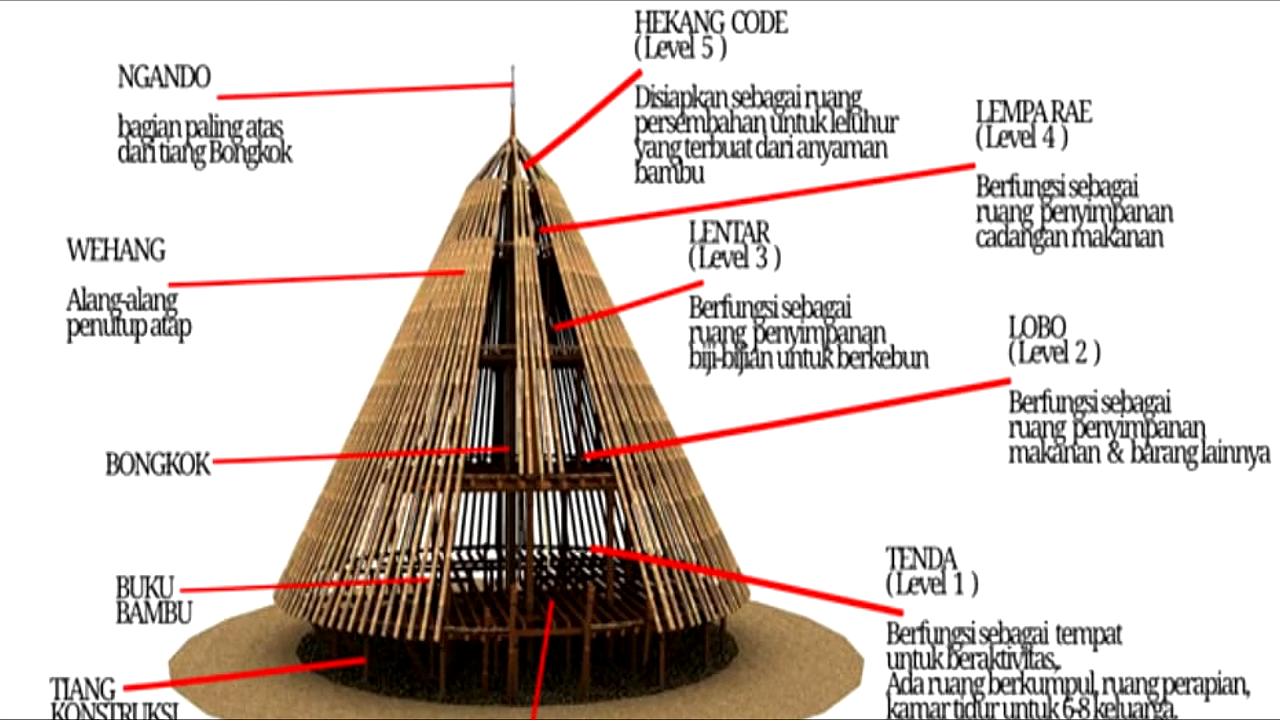 HEKANG CODE
( Level 5 )
Disiapkan sebagai ruang
persembahan untuk leluhur
yang terbuat dari anyaman
bambu
NGANDO
bagian paling atas
dari tiang Bongkok
LEMPA RAE
( Level 4 )
Berfungsi sebagai
ruang penyimpanan
cadangan makanan
WEHANG
Alang-alang
penutup atap
LENTAR
( Level 3 )
Berfungsi sebagai
ruang penyimpanan
biji-bijian untuk berkebun
LOBO
( Level 2 )
Berfungsi sebagai
ruang penyimpanan
makanan & barang lainnya
BONGKOK
BUKU
BAMBU
TENDA
( Level 1 )
Berfungsi sebagai tempat
untuk beraktivitas,.
Ada ruang berkumpul, ruang perapian,
kamar tidur untuk 6-8 keluarga.
TIANG
KONSTRUKSI